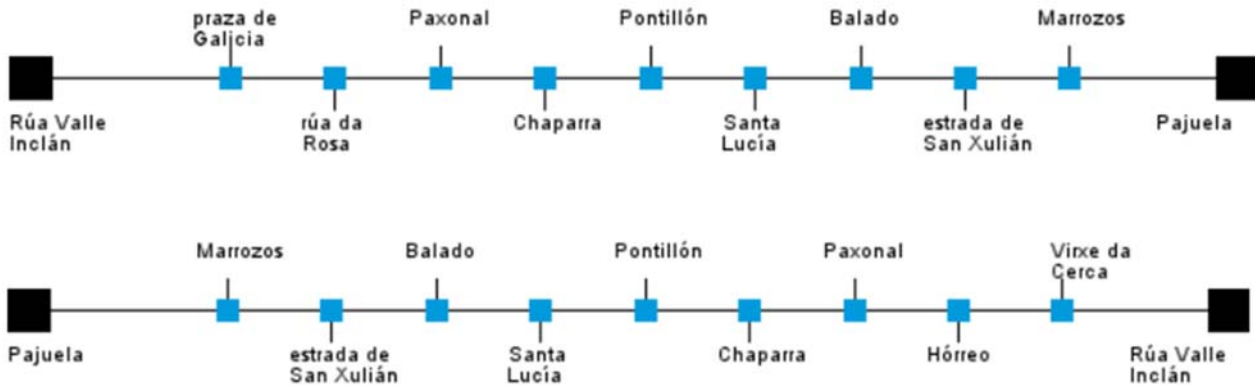 praza de
Galicia
Paxonal
Pontillón
Balado
Marrozos
Rúa Valle
Inclán
rúa da
Rosa
Chaparra
Santa
Lucía
estrada de
San Xulián
Pajuela
Marrozos
Balado
Pontillón
Paxonal
Virxe da
Cerca
Pajuela
estrada de
San Xulián
Santa
Lucía
Chaparra
Hórreo
Rúa Valle
Inclán